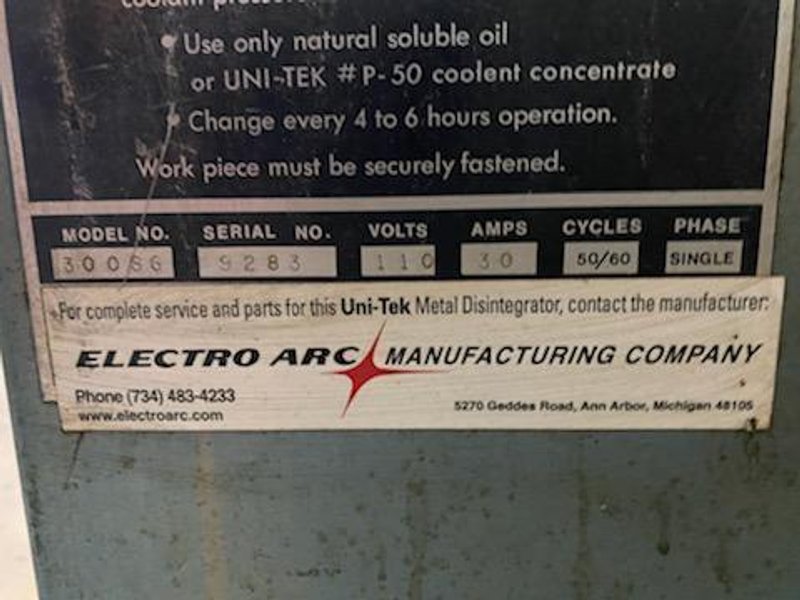 • Use only natural soluble oil
or UNI-TEK # P-50 coolent concentrate
• Change every 4 to 6 hours operation.
Work piece must be securely fastened.
MODEL NO. SERIAL NO. VOLTS AMPS CYCLES PHASE
300SG 9283 110 30 50/60 SINGLE
For complete service and parts for this Uni-Tek Metal Disintegrator, contact the manufacturer:
ELECTRO ARC MANUFACTURING COMPANY
Phone (734) 483-4233
www.electroarc.com
5270 Geddes Road, Ann Arbor, Michigan 48105